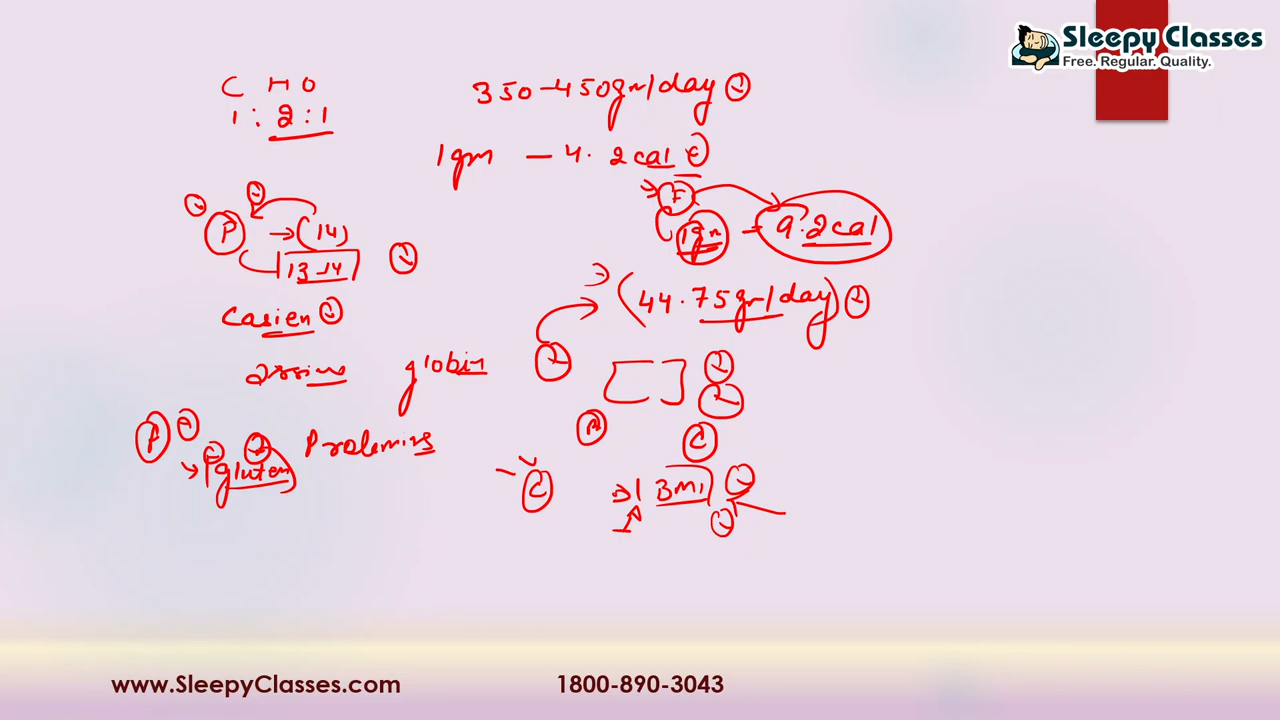 Sleepy Classes
Free. Regular. Quality.
C H O
1 : 2 : 1
350-450gm/day
1gm - 4.2cal
P → (14)
13-14
F
1gm - 9.2cal
Casien
(44.75gm/day)
globin
P
gluten
Prolamins
C
C
BMI
www.SleepyClasses.com
1800-890-3043